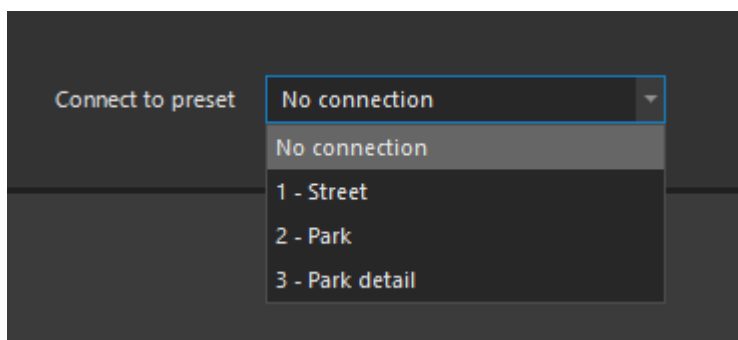 Connect to preset No connection
No connection
1 - Street
2 - Park
3 - Park detail